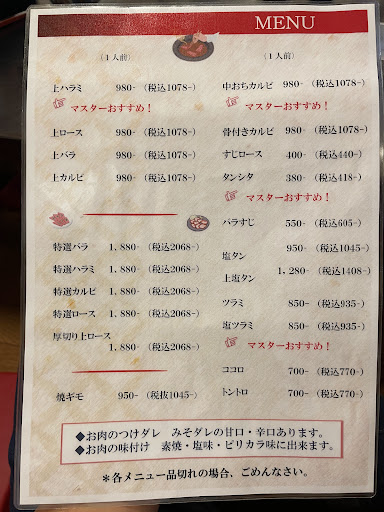 MENU
（1人前）
上ハラミ 980-（税込1078-）
マスターおすすめ！
上ロース 980-（税込1078-）
上バラ 980-（税込1078-）
上カルビ 980-（税込1078-）
特選バラ 1,880-（税込2068-）
特選ハラミ 1,880-（税込2068-）
特選カルビ 1,880-（税込2068-）
特選ロース 1,880-（税込2068-）
厚切り上ロース 1,880-（税込2068-）
焼ギモ 950-（税抜1045-）
（1人前）
中おちカルビ 980-（税込1078-）
マスターおすすめ！
骨付きカルビ 980-（税込1078-）
すじロース 400-（税込440-）
タンシタ 380-（税込418-）
マスターおすすめ！
バラすじ 550-（税込605-）
塩タン 950-（税込1045-）
上塩タン 1,280-（税込1408-）
ツラミ 850-（税込935-）
塩ツラミ 850-（税込935-）
マスターおすすめ！
ココロ 700-（税込770-）
トントロ 700-（税込770-）
◆お肉のつけダレ みそダレの甘口・辛口あります。
◆お肉の味付け 素焼・塩味・ピリカラ味に出来ます。
＊各メニュー品切れの場合、ごめんなさい。